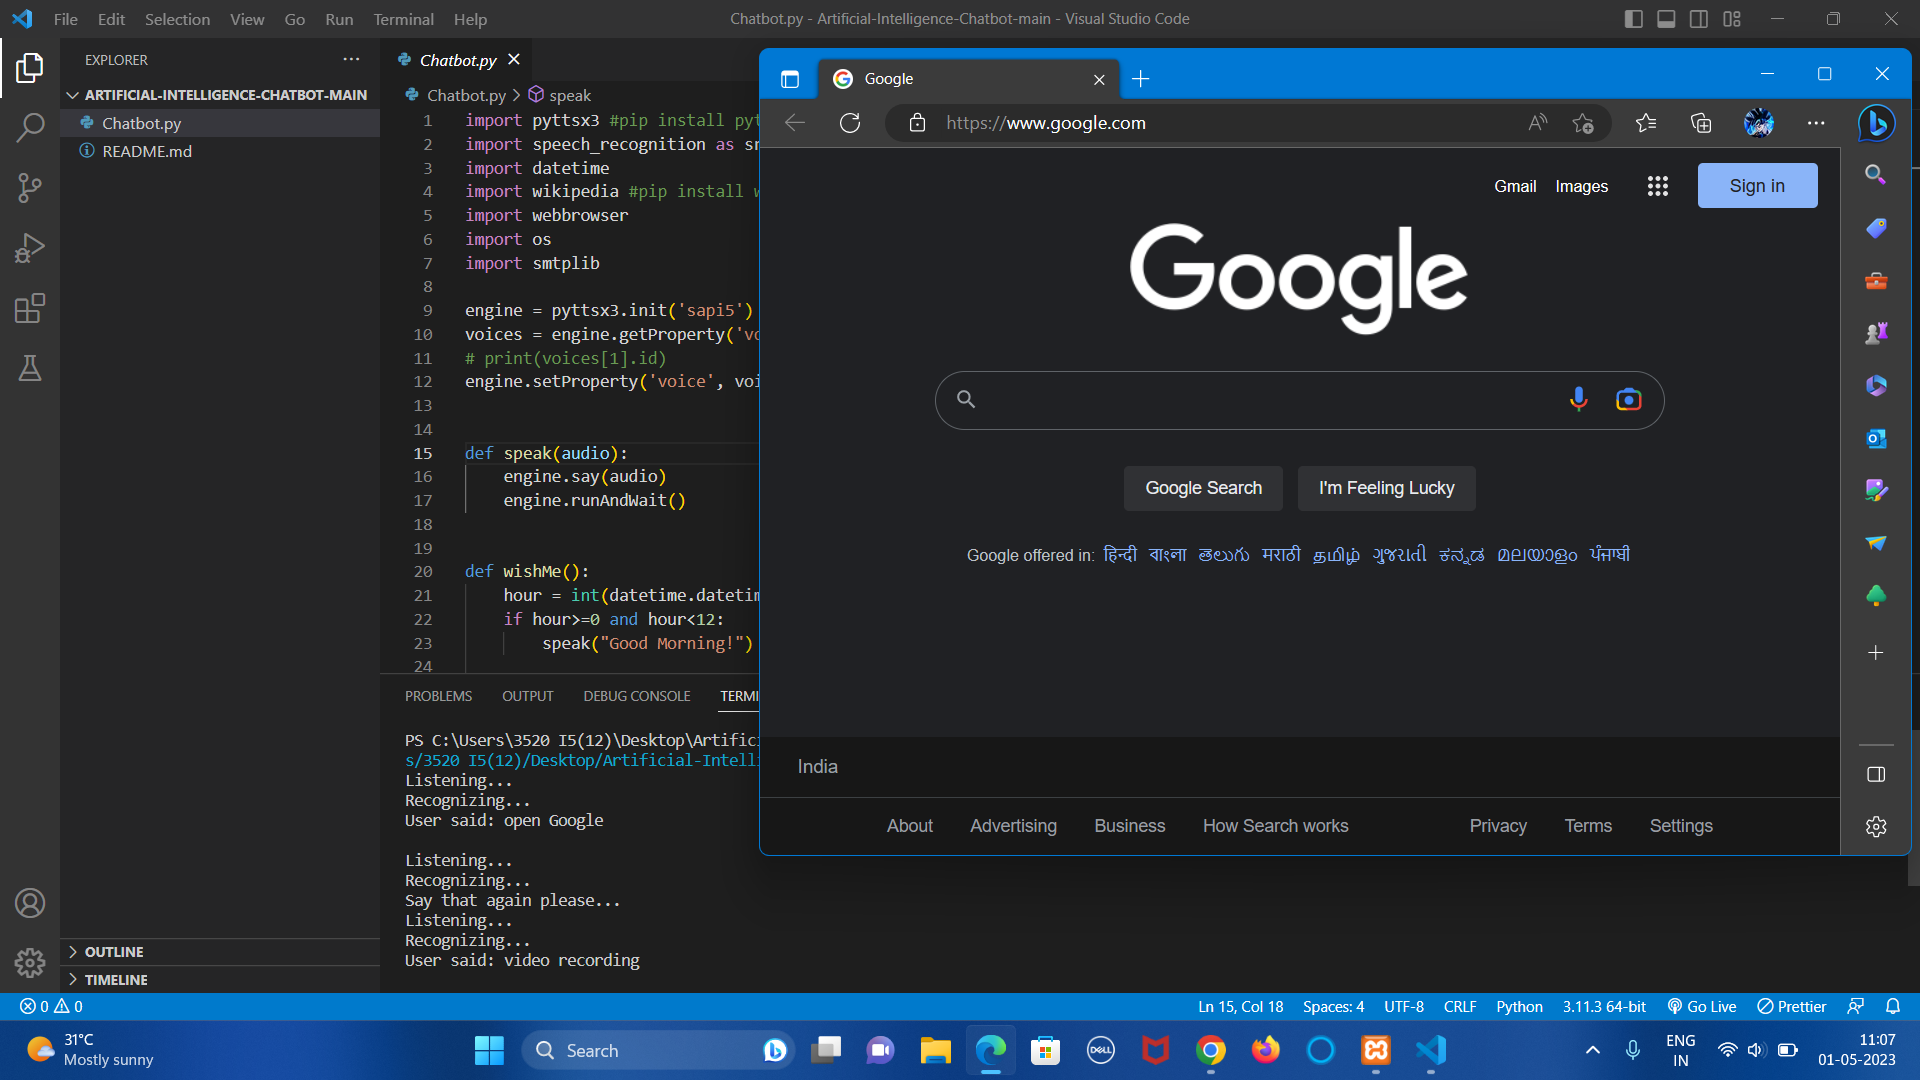 File Edit Selection View Go Run Terminal Help
Chatbot.py - Artificial-Intelligence-Chatbot-main - Visual Studio Code
EXPLORER
ARTIFICIAL-INTELLIGENCE-CHATBOT-MAIN
Chatbot.py
README.md
OUTLINE
TIMELINE
Chatbot.py
Chatbot.py > speak
1 import pyttsx3 #pip install pyt
2 import speech_recognition as sr
3 import datetime
4 import wikipedia #pip install w
5 import webbrowser
6 import os
7 import smtplib
8
9 engine = pyttsx3.init('sapi5')
10 voices = engine.getProperty('vo
11 # print(voices[1].id)
12 engine.setProperty('voice', voi
13
14
15 def speak(audio):
16 engine.say(audio)
17 engine.runAndWait()
18
19
20 def wishMe():
21 hour = int(datetime.datetim
22 if hour>=0 and hour<12:
23 speak("Good Morning!")
24
PROBLEMS OUTPUT DEBUG CONSOLE TERMI
PS C:\Users\3520 I5(12)\Desktop\Artifici
s/3520 I5(12)/Desktop/Artificial-Intelli
Listening...
Recognizing...
User said: open Google
Listening...
Recognizing...
Say that again please...
Listening...
Recognizing...
User said: video recording
Google
https://www.google.com
Gmail Images Sign in
Google
Google Search I'm Feeling Lucky
Google offered in: हिन्दी বাংলা తెలుగు मराठी தமிழ் ગુજરાતી ಕನ್ನಡ മലയാളം ਪੰਜਾਬੀ
India
About Advertising Business How Search works Privacy Terms Settings
0 0 Ln 15, Col 18 Spaces: 4 UTF-8 CRLF Python 3.11.3 64-bit Go Live Prettier
31°C
Mostly sunny
Search
DELL
ENG
IN
11:07
01-05-2023